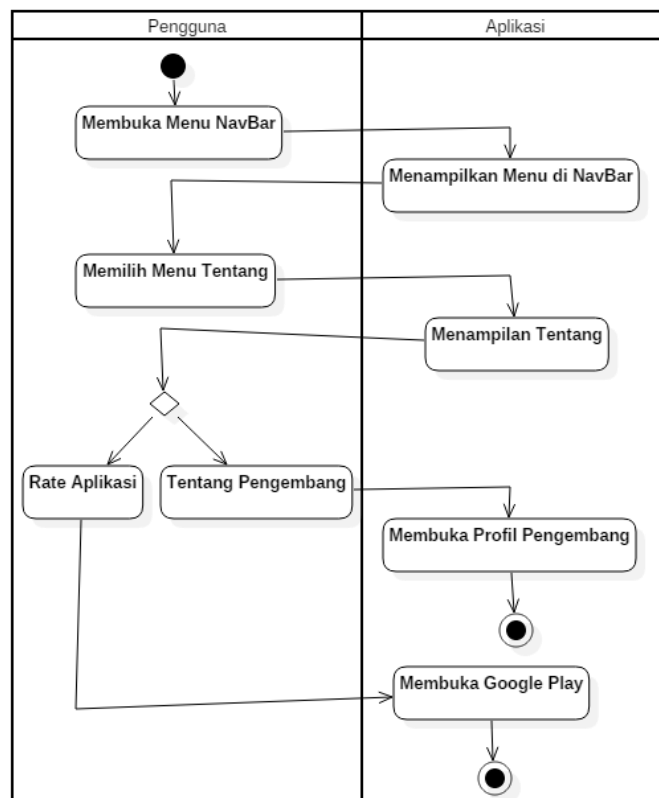 Pengguna
Aplikasi
Membuka Menu NavBar
Menampilkan Menu di NavBar
Memilih Menu Tentang
Menampilan Tentang
Rate Aplikasi
Tentang Pengembang
Membuka Profil Pengembang
Membuka Google Play